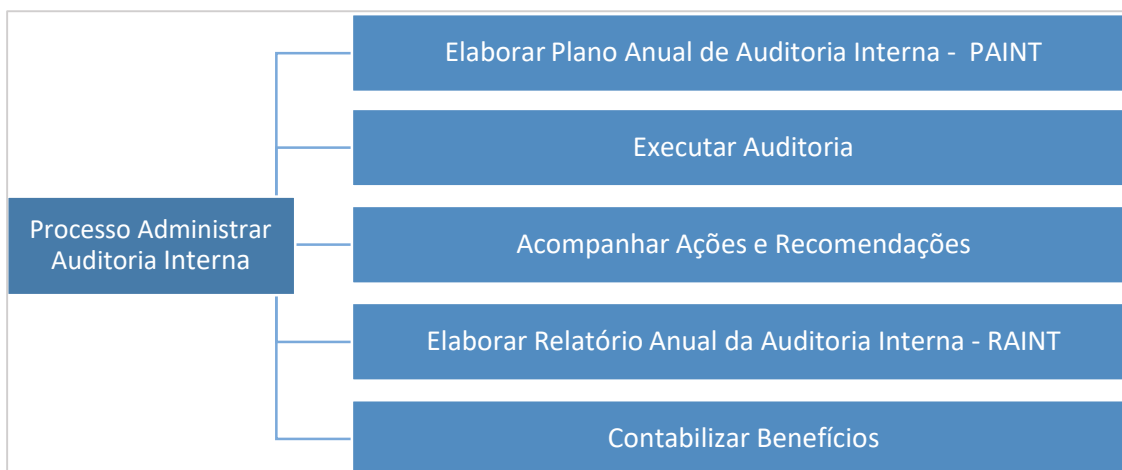 Elaborar Plano Anual de Auditoria Interna - PAINT
Executar Auditoria
Processo Administrar
Auditoria Interna
Acompanhar Ações e Recomendações
Elaborar Relatório Anual da Auditoria Interna - RAINT
Contabilizar Benefícios